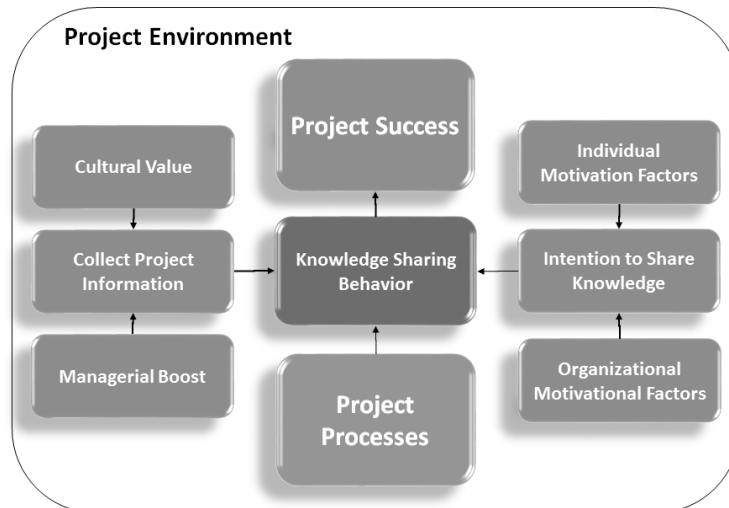 Project Environment
Project Success
Cultural Value
Individual
Motivation Factors
Collect Project
Information
Knowledge Sharing
Behavior
Intention to Share
Knowledge
Managerial Boost
Project
Processes
Organizational
Motivational Factors